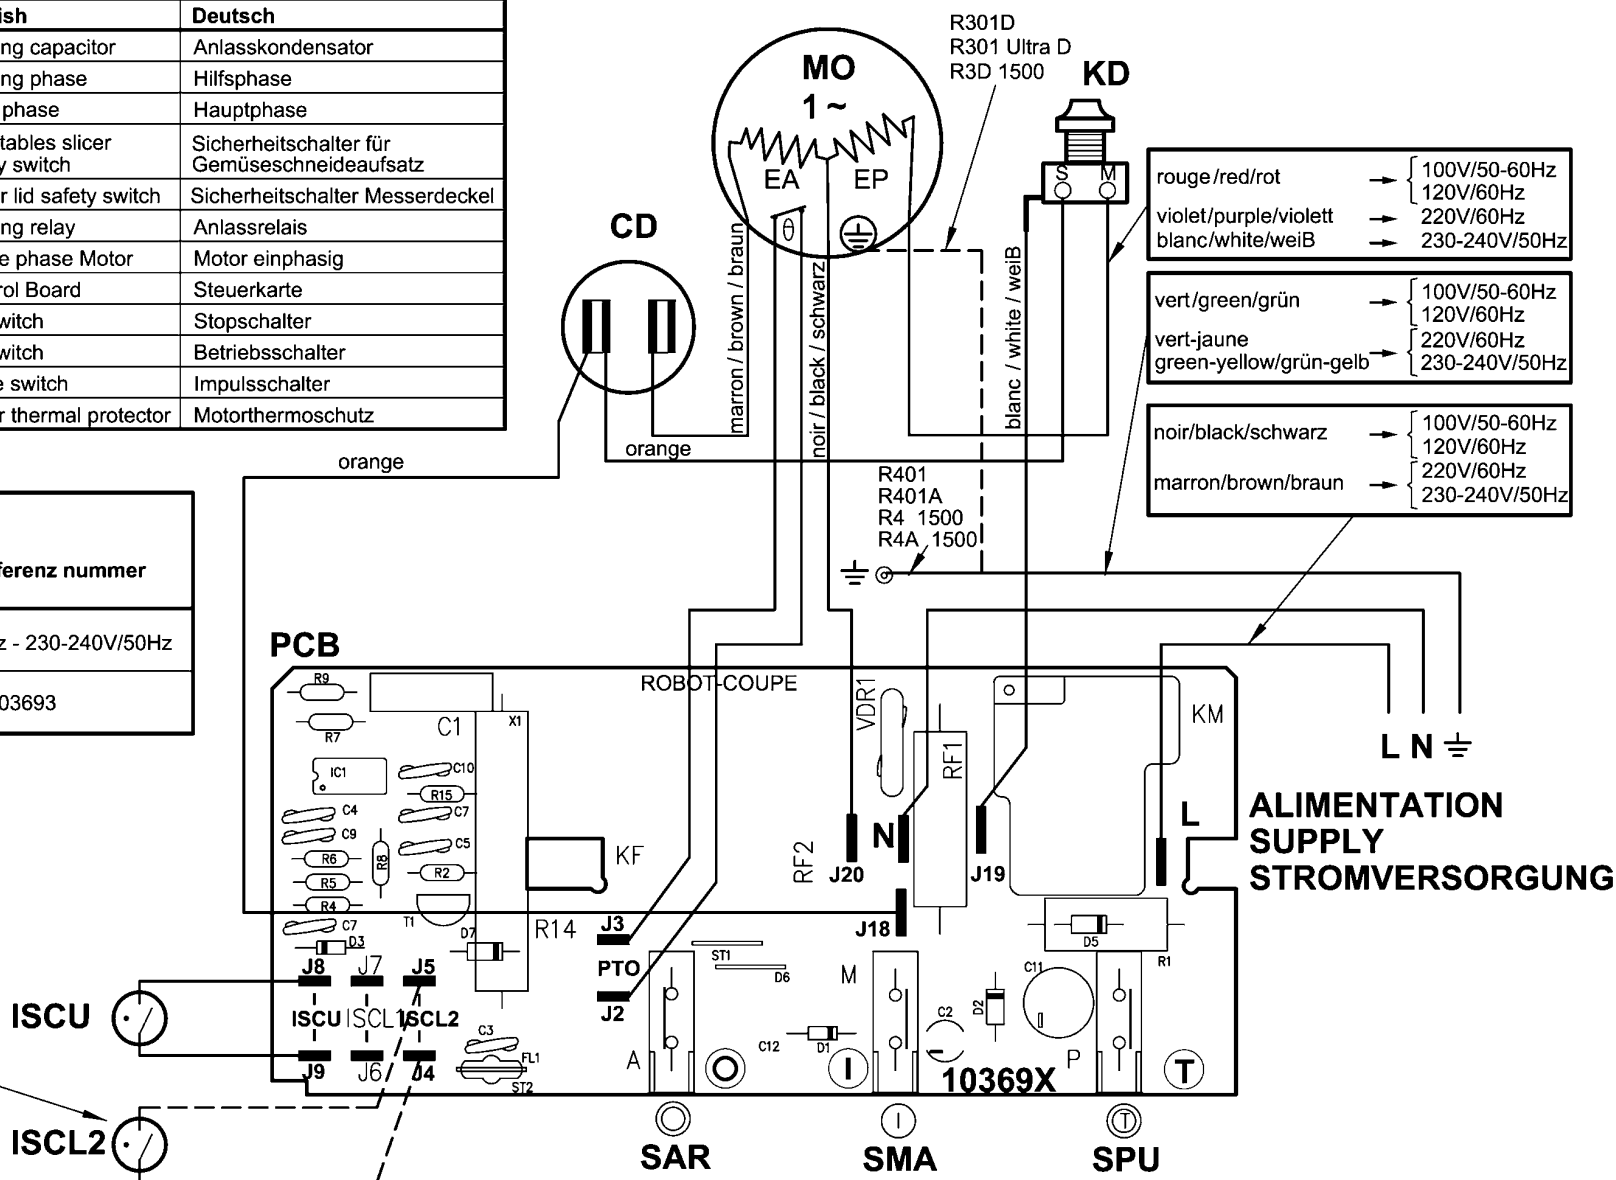 ish Deutsch
ng capacitor Anlasskondensator
ng phase Hilfsphase
phase Hauptphase
tables slicer
y switch
Sicherheitschalter für
Gemüseschneideaufsatz
r lid safety switch Sicherheitschalter Messerdeckel
ng relay Anlassrelais
e phase Motor Motor einphasig
rol Board Steuerkarte
witch Stopschalter
witch Betriebsschalter
e switch Impulsschalter
r thermal protector Motorthermoschutz
ferenz nummer
z - 230-240V/50Hz
03693
MO
1 ~
EA EP
θ
R301D
R301 Ultra D
R3D 1500
KD
S M
CD
marron / brown / braun
noir / black / schwarz
blanc / white / weiB
orange
orange
rouge/red/rot
100V/50-60Hz
120V/60Hz
violet/purple/violett 220V/60Hz
blanc/white/weiB 230-240V/50Hz
vert/green/grün
100V/50-60Hz
120V/60Hz
vert-jaune
green-yellow/grün-gelb
220V/60Hz
230-240V/50Hz
noir/black/schwarz
100V/50-60Hz
120V/60Hz
marron/brown/braun
220V/60Hz
230-240V/50Hz
R401
R401A
R4 1500
R4A 1500
PCB
ROBOT-COUPE
R9
R7
C1
X1
IC1
C10
R15
C4
C7
C9
C5
R6
R8
R5
R2
R4
T1
C7
D3
D7
R14
KF
VDR1
RF1
RF2
KM
N
L
J20
J19
J18
J3
PTO
J2
ST1
D6
M
D5
R1
C11
D2
C2
C12
D1
A
O
I
P
T
10369X
J8 J7 J5
ISCU ISCL1 ISCL2
J9 J6 J4
C3
FL1
ST2
L N
ALIMENTATION
SUPPLY
STROMVERSORGUNG
ISCU
ISCL2
I
T
SAR
SMA
SPU